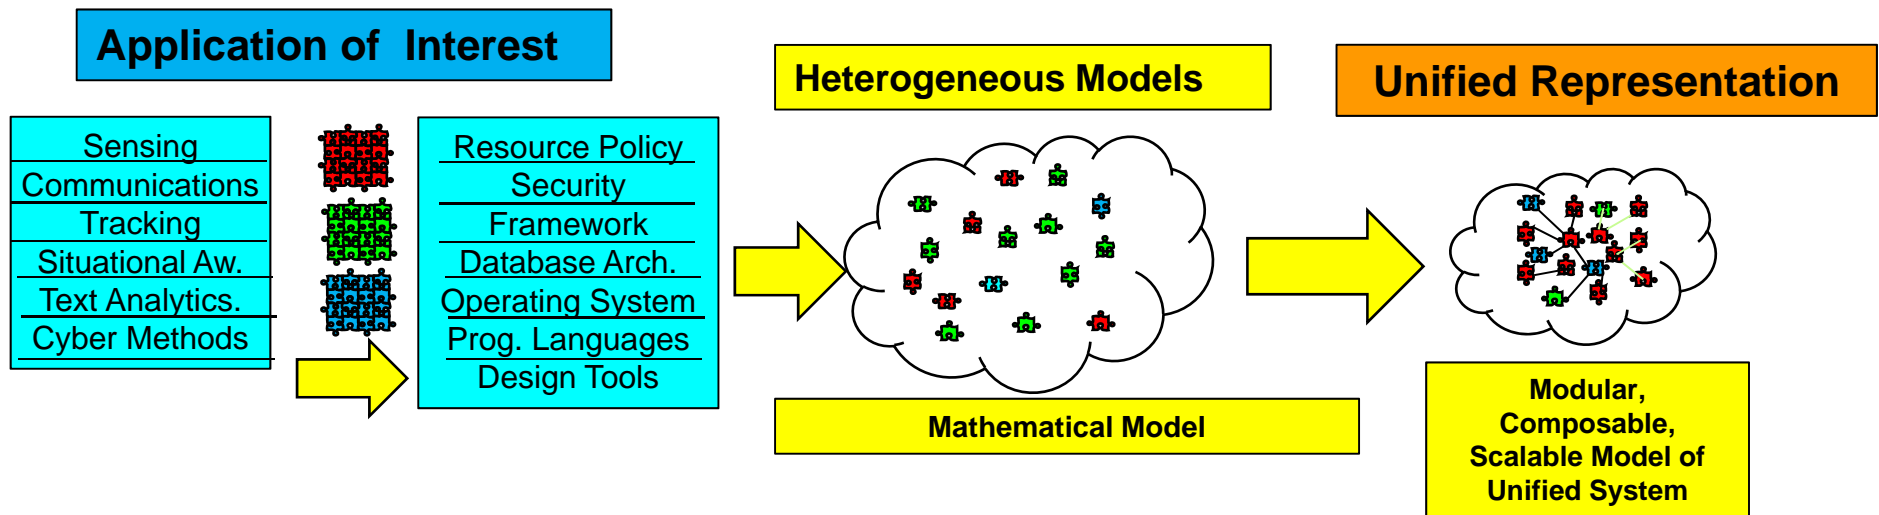 Application of  Interest
Sensing
Communications
Tracking
Situational Aw.
Text Analytics.
Cyber Methods
Resource Policy
Security
Framework
Database Arch.
Operating System
Prog. Languages
Design Tools
Heterogeneous Models
Mathematical Model
Unified Representation
Modular,
Composable,
Scalable Model of
Unified System